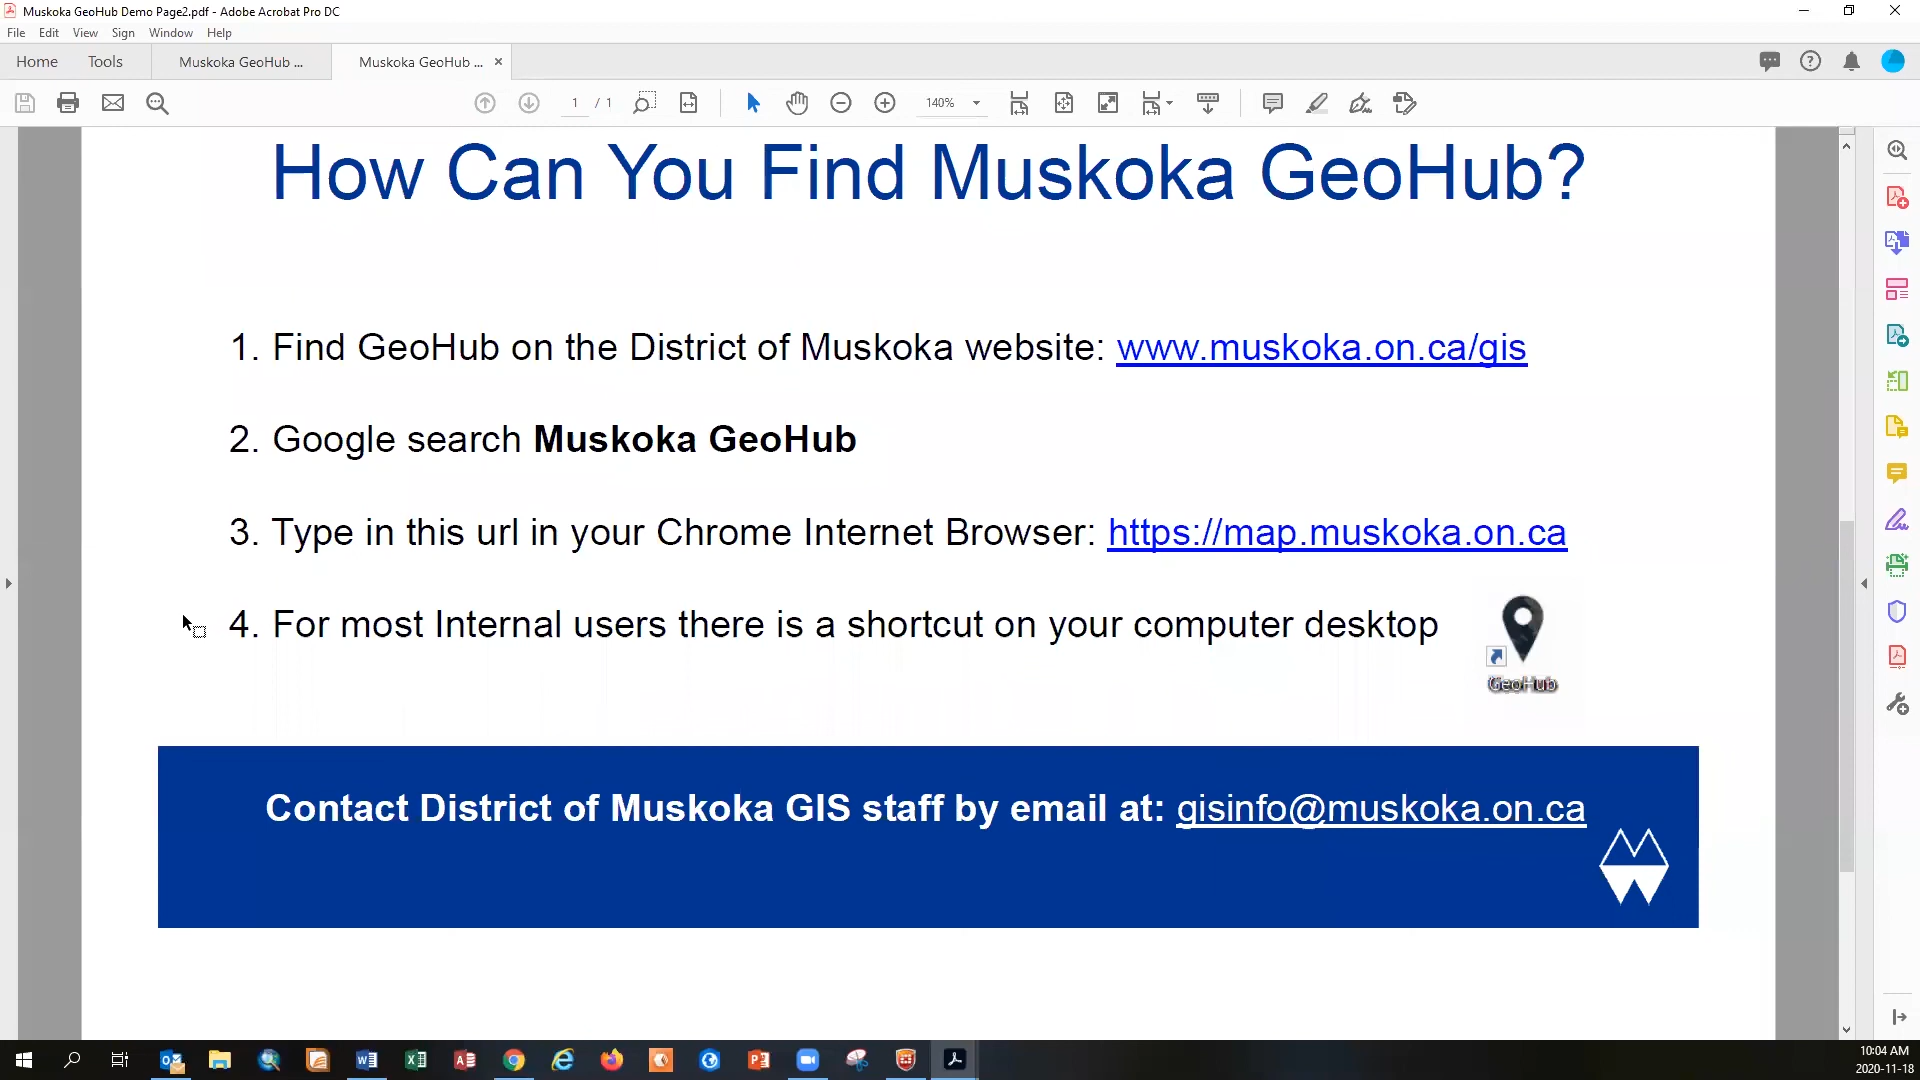 Muskoka GeoHub Demo Page2.pdf - Adobe Acrobat Pro DC
File Edit View Sign Window Help
Home Tools Muskoka GeoHub ... Muskoka GeoHub ... ×
1 / 1 140%
How Can You Find Muskoka GeoHub?
1. Find GeoHub on the District of Muskoka website: www.muskoka.on.ca/gis
2. Google search Muskoka GeoHub
3. Type in this url in your Chrome Internet Browser: https://map.muskoka.on.ca
4. For most Internal users there is a shortcut on your computer desktop
GeoHub
Contact District of Muskoka GIS staff by email at: gisinfo@muskoka.on.ca
10:04 AM
2020-11-18